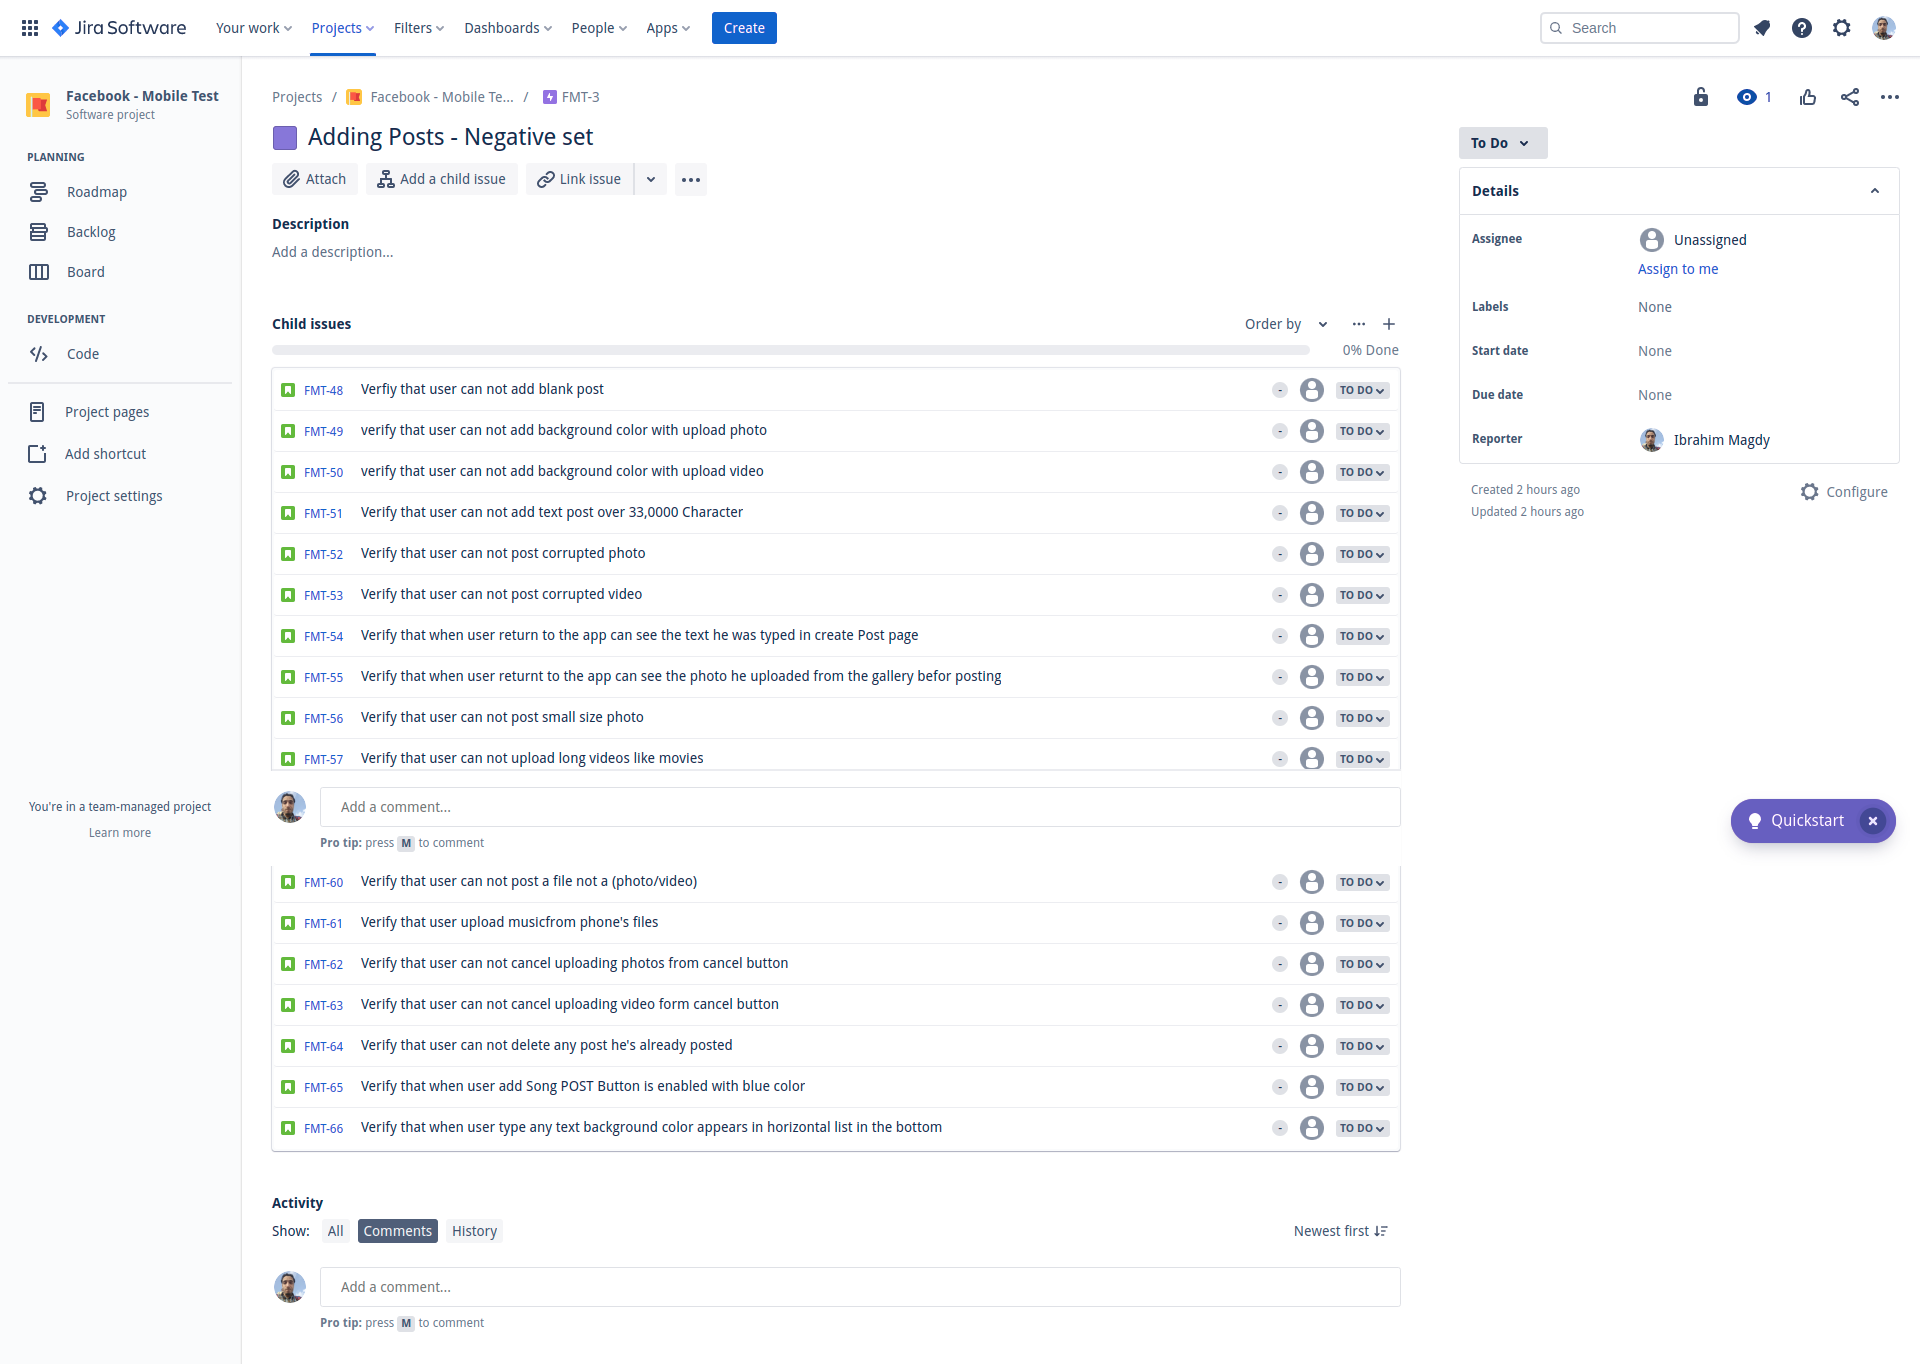 Jira Software
Your work
Projects
Filters
Dashboards
People
Apps
Create
Search
Facebook - Mobile Test
Software project
PLANNING
Roadmap
Backlog
Board
DEVELOPMENT
Code
Project pages
Add shortcut
Project settings
You're in a team-managed project
Learn more
Projects / Facebook - Mobile Te... / FMT-3
1
Adding Posts - Negative set
Attach
Add a child issue
Link issue
Description
Add a description...
Child issues
Order by
0% Done
FMT-48 Verfiy that user can not add blank post - TO DO
FMT-49 verify that user can not add background color with upload photo - TO DO
FMT-50 verify that user can not add background color with upload video - TO DO
FMT-51 Verify that user can not add text post over 33,0000 Character - TO DO
FMT-52 Verify that user can not post corrupted photo - TO DO
FMT-53 Verify that user can not post corrupted video - TO DO
FMT-54 Verify that when user return to the app can see the text he was typed in create Post page - TO DO
FMT-55 Verify that when user returnt to the app can see the photo he uploaded from the gallery befor posting - TO DO
FMT-56 Verify that user can not post small size photo - TO DO
FMT-57 Verify that user can not upload long videos like movies - TO DO
Add a comment...
Pro tip: press M to comment
FMT-60 Verify that user can not post a file not a (photo/video) - TO DO
FMT-61 Verify that user upload musicfrom phone's files - TO DO
FMT-62 Verify that user can not cancel uploading photos from cancel button - TO DO
FMT-63 Verify that user can not cancel uploading video form cancel button - TO DO
FMT-64 Verify that user can not delete any post he's already posted - TO DO
FMT-65 Verify that when user add Song POST Button is enabled with blue color - TO DO
FMT-66 Verify that when user type any text background color appears in horizontal list in the bottom - TO DO
Activity
Show: All Comments History
Newest first
Add a comment...
Pro tip: press M to comment
To Do
Details
Assignee
Unassigned
Assign to me
Labels
None
Start date
None
Due date
None
Reporter
Ibrahim Magdy
Created 2 hours ago
Updated 2 hours ago
Configure
Quickstart